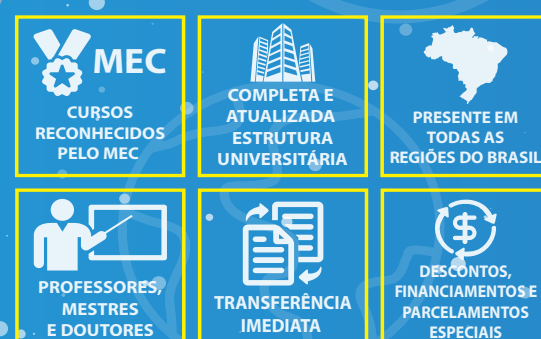 MEC
CURSOS
RECONHECIDOS
PELO MEC
COMPLETA E
ATUALIZADA
ESTRUTURA
UNIVERSITÁRIA
PRESENTE EM
TODAS AS
REGIÕES DO BRASIL
PROFESSORES,
MESTRES
E DOUTORES
TRANSFERÊNCIA
IMEDIATA
$
DESCONTOS,
FINANCIAMENTOS E
PARCELAMENTOS
ESPECIAIS